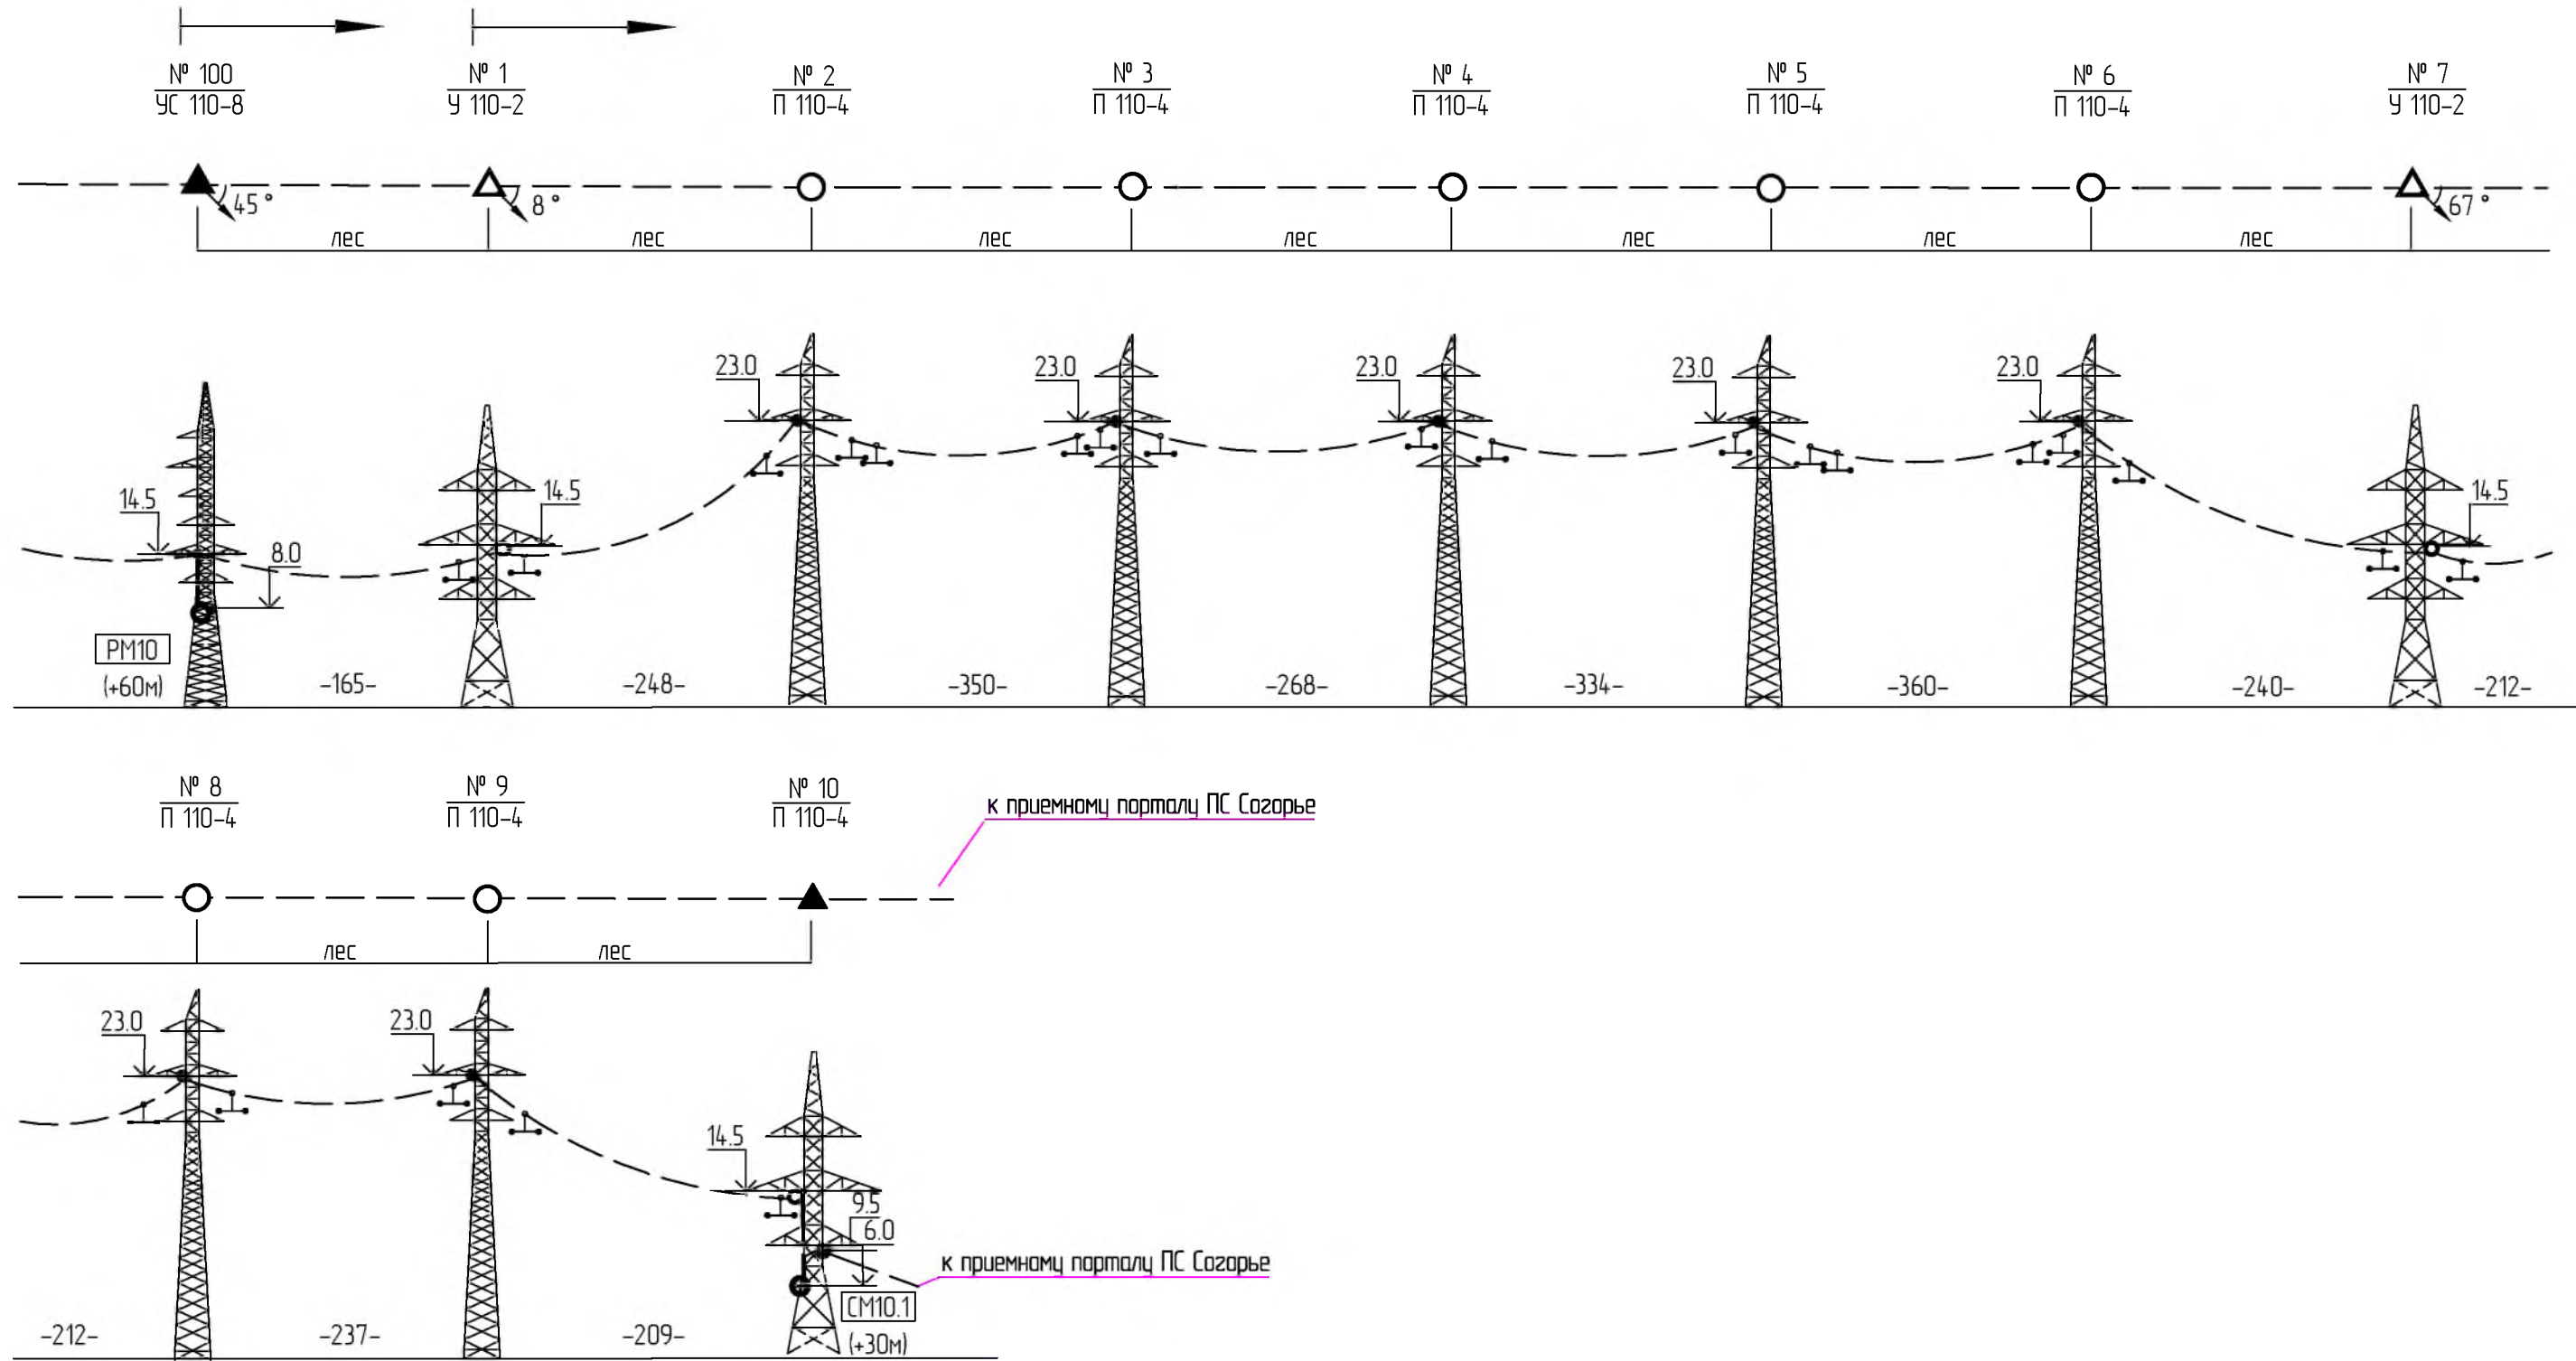 № 100
УС 110-8
№ 1
У 110-2
№ 2
П 110-4
№ 3
П 110-4
№ 4
П 110-4
№ 5
П 110-4
№ 6
П 110-4
№ 7
У 110-2
45° 8° 67°
лес лес лес лес лес лес лес
23.0 23.0 23.0 23.0 23.0
14.5 14.5 14.5
8.0
РМ10
(+60м)
-165- -248- -350- -268- -334- -360- -240- -212-
№ 8
П 110-4
№ 9
П 110-4
№ 10
П 110-4
к приемному порталу ПС Согорье
лес лес
23.0 23.0
14.5
9.5
6.0
к приемному порталу ПС Согорье
СМ10.1
(+30м)
-212- -237- -209-